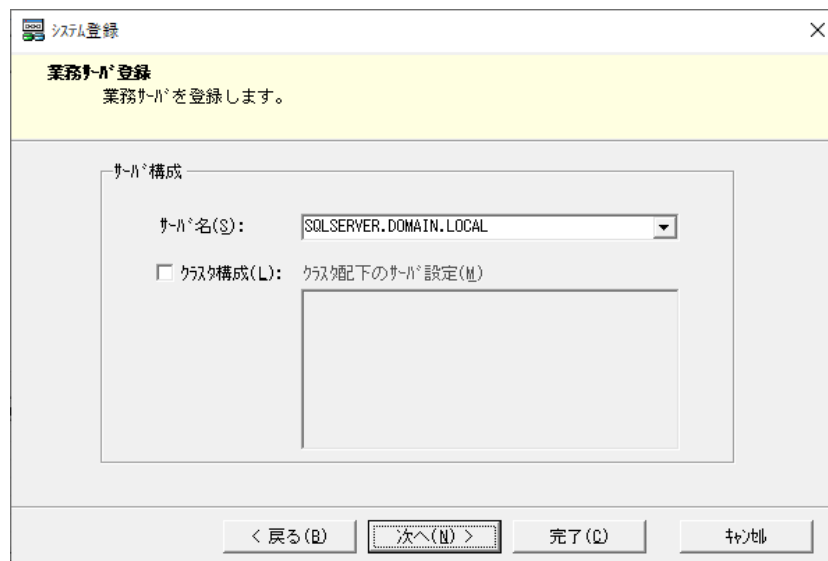 ｼｽﾃﾑ登録
業務ｻｰﾊﾞ登録
業務ｻｰﾊﾞを登録します。
ｻｰﾊﾞ構成
ｻｰﾊﾞ名(S):
SQLSERVER.DOMAIN.LOCAL
ｸﾗｽﾀ構成(L):
ｸﾗｽﾀ配下のｻｰﾊﾞ設定(M)
< 戻る(B)
次へ(N) >
完了(C)
ｷｬﾝｾﾙ